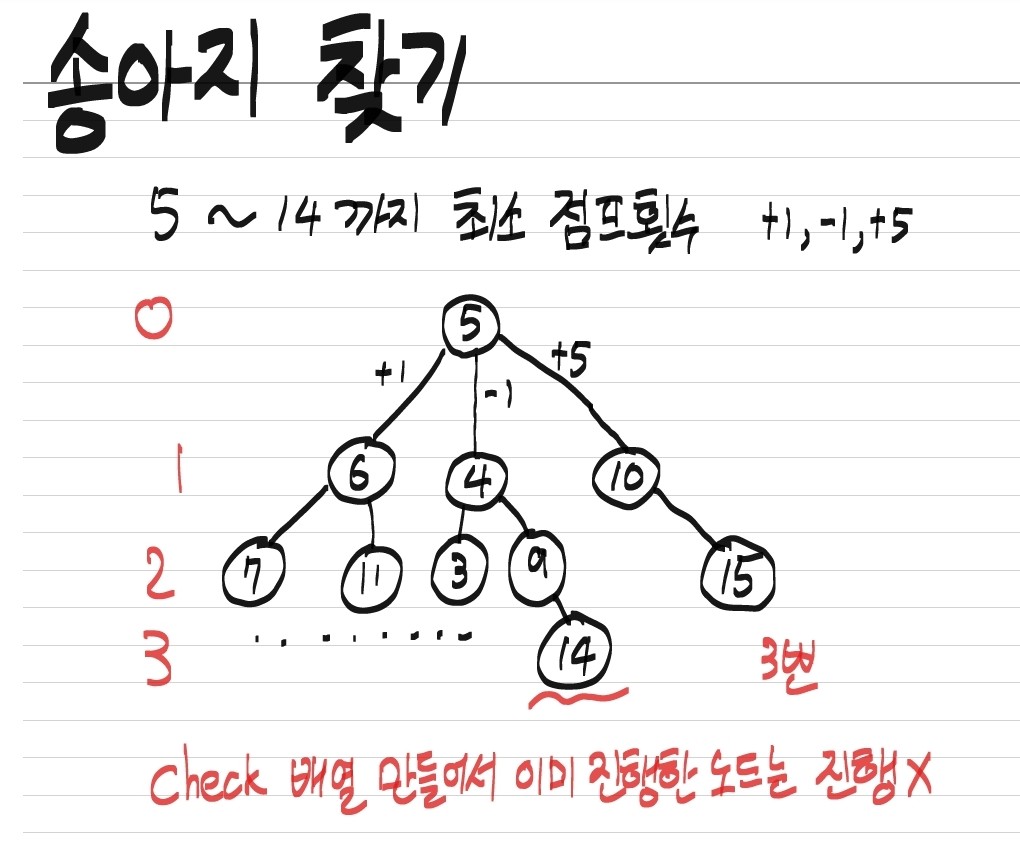 송아지 찾기
5 ~ 14 까지 최소 점프횟수 +1, -1, +5
0 5
+1 -1 +5
1 6 4 10
2 7 11 3 9 15
3 ........ 14 3번
Check 배열 만들어서 이미 진행한 노드는 진행 X